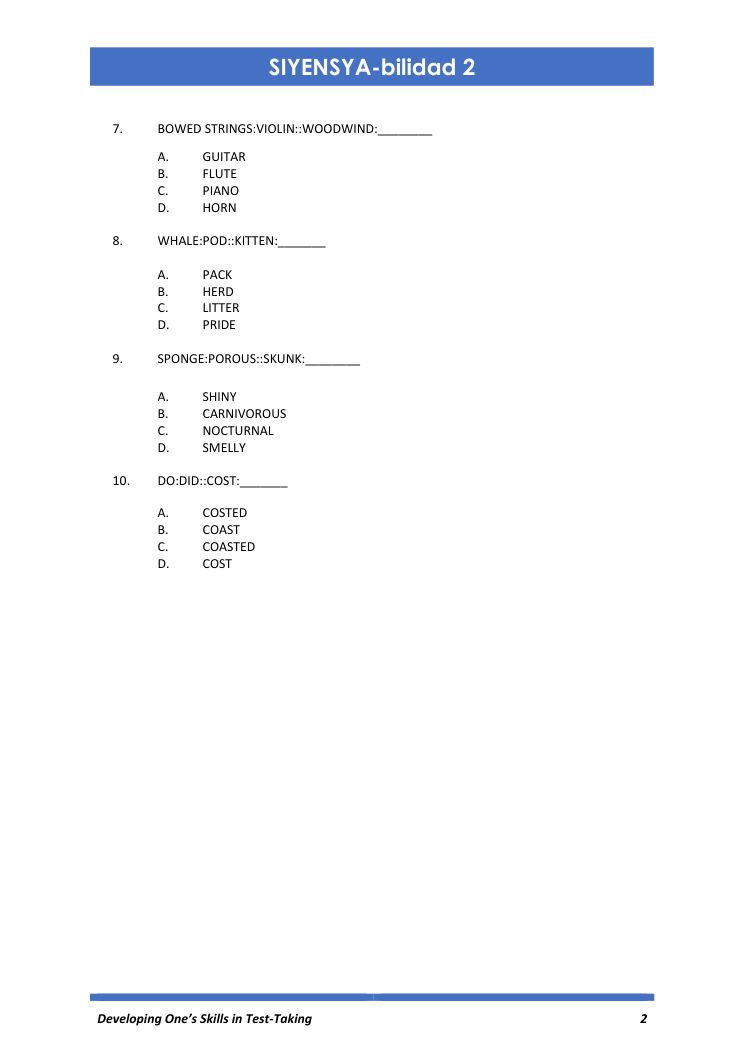 SIYENSYA-bilidad 2
7. BOWED STRINGS:VIOLIN::WOODWIND:________
A. GUITAR
B. FLUTE
C. PIANO
D. HORN
8. WHALE:POD::KITTEN:_______
A. PACK
B. HERD
C. LITTER
D. PRIDE
9. SPONGE:POROUS::SKUNK:________
A. SHINY
B. CARNIVOROUS
C. NOCTURNAL
D. SMELLY
10. DO:DID::COST:_______
A. COSTED
B. COAST
C. COASTED
D. COST
Developing One’s Skills in Test-Taking 2